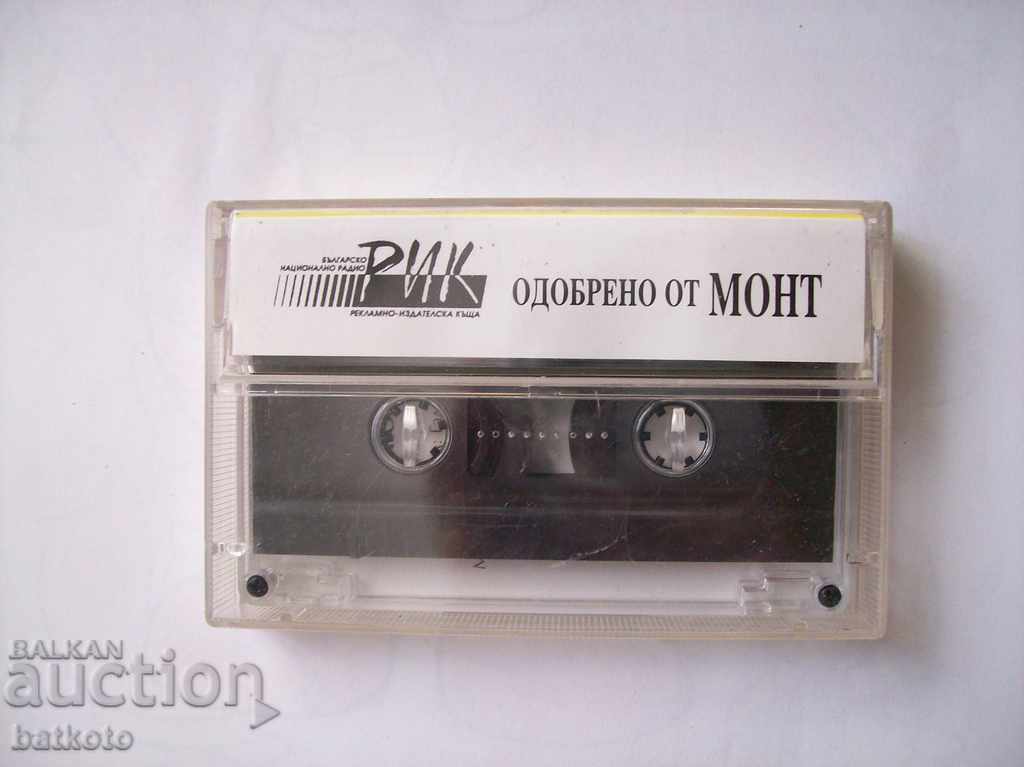 БЪЛГАРСКО
НАЦИОНАЛНО РАДИО
РИК
РЕКЛАМНО-ИЗДАТЕЛСКА КЪЩА
ОДОБРЕНО ОТ МОНТ
BALKAN
auction
batkoto